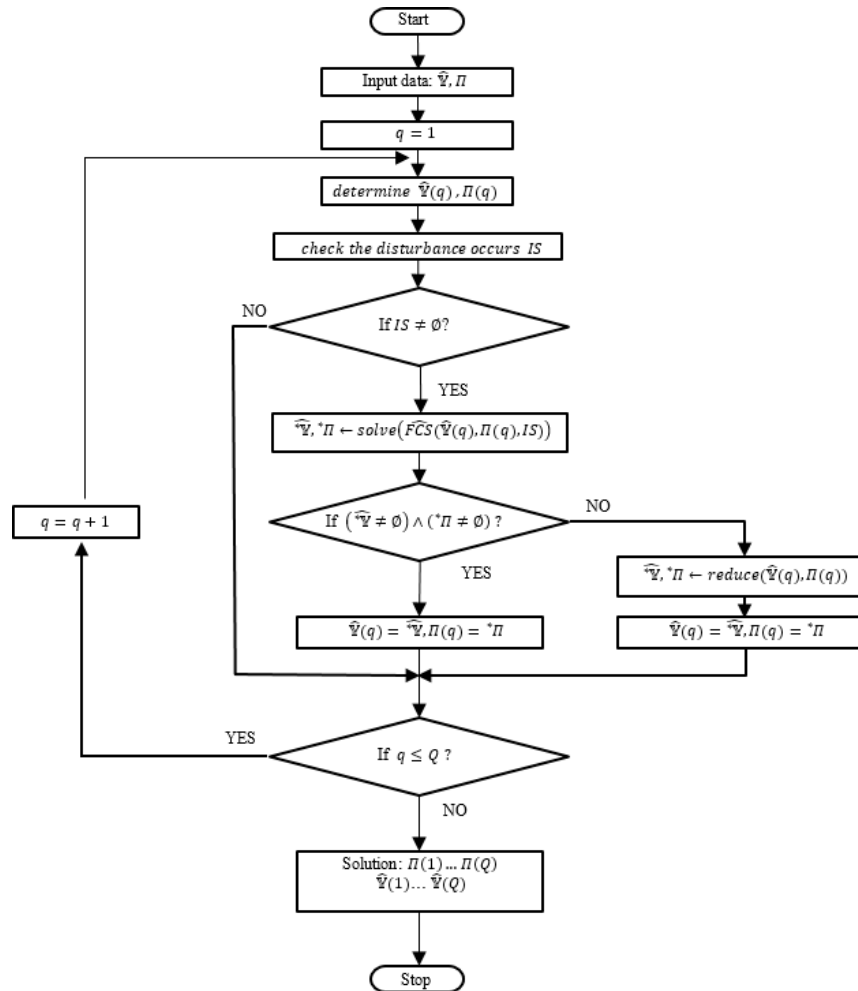 Start
Input data: 𝕐̂, Π
q = 1
determine 𝕐̂(q), Π(q)
check the disturbance occurs IS
If IS ≠ ∅?
NO
YES
*𝕐̂, *Π ← solve(FCS̑(𝕐̂(q), Π(q), IS))
If (*𝕐̂ ≠ ∅) ∧ (*Π ≠ ∅) ?
NO
YES
q = q + 1
*𝕐̂, *Π ← reduce(𝕐̂(q), Π(q))
𝕐̂(q) = *𝕐̂, Π(q) = *Π
𝕐̂(q) = *𝕐̂, Π(q) = *Π
If q ≤ Q ?
YES
NO
Solution: Π(1) … Π(Q)
𝕐̂(1) … 𝕐̂(Q)
Stop